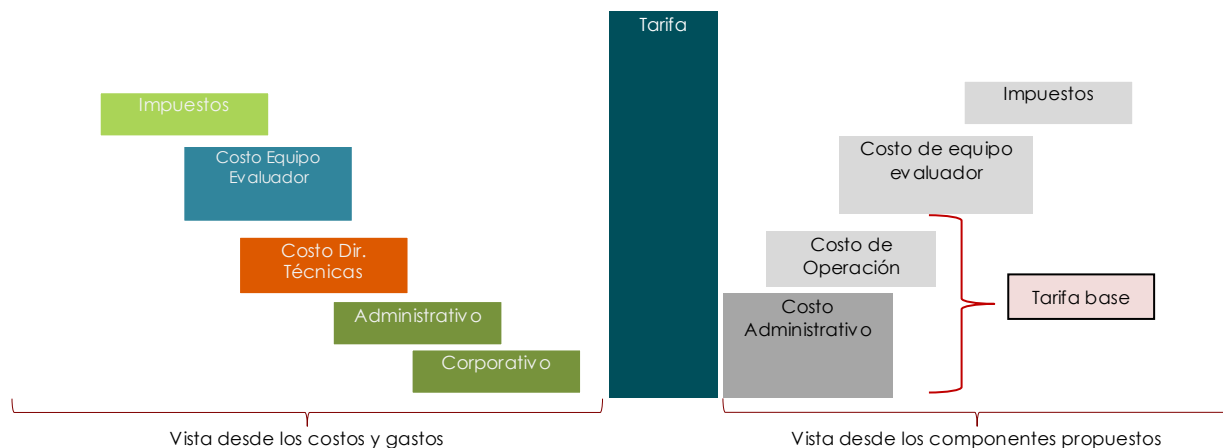 Tarifa
Impuestos
Costo Equipo
Evaluador
Costo Dir.
Técnicas
Administrativo
Corporativo
Vista desde los costos y gastos
Impuestos
Costo de equipo
evaluador
Costo de
Operación
Costo
Administrativo
Tarifa base
Vista desde los componentes propuestos